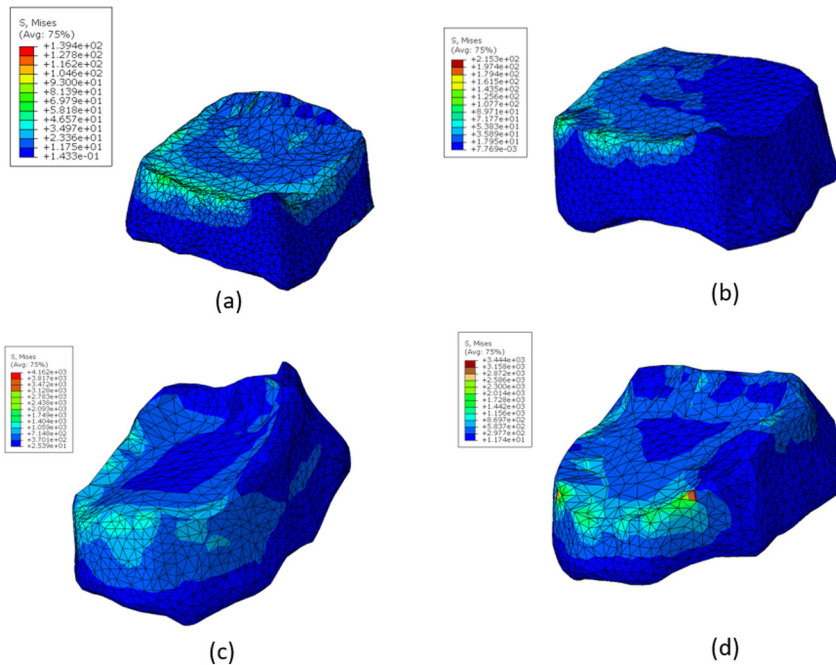 S, Mises
(Avg: 75%)
+1.394e+02
+1.278e+02
+1.162e+02
+1.046e+02
+9.300e+01
+8.139e+01
+6.979e+01
+5.818e+01
+4.657e+01
+3.497e+01
+2.336e+01
+1.175e+01
+1.433e-01
(a)
S, Mises
(Avg: 75%)
+2.153e+02
+1.974e+02
+1.794e+02
+1.615e+02
+1.435e+02
+1.256e+02
+1.077e+02
+8.971e+01
+7.177e+01
+5.383e+01
+3.589e+01
+1.795e+01
+7.769e-03
(b)
S, Mises
(Avg: 75%)
+4.162e+03
+3.817e+03
+3.472e+03
+3.128e+03
+2.783e+03
+2.438e+03
+2.093e+03
+1.749e+03
+1.404e+03
+1.059e+03
+7.148e+02
+3.701e+02
+2.539e+01
(c)
S, Mises
(Avg: 75%)
+3.444e+03
+3.158e+03
+2.872e+03
+2.586e+03
+2.300e+03
+2.014e+03
+1.728e+03
+1.442e+03
+1.156e+03
+8.697e+02
+5.837e+02
+2.977e+02
+1.174e+01
(d)